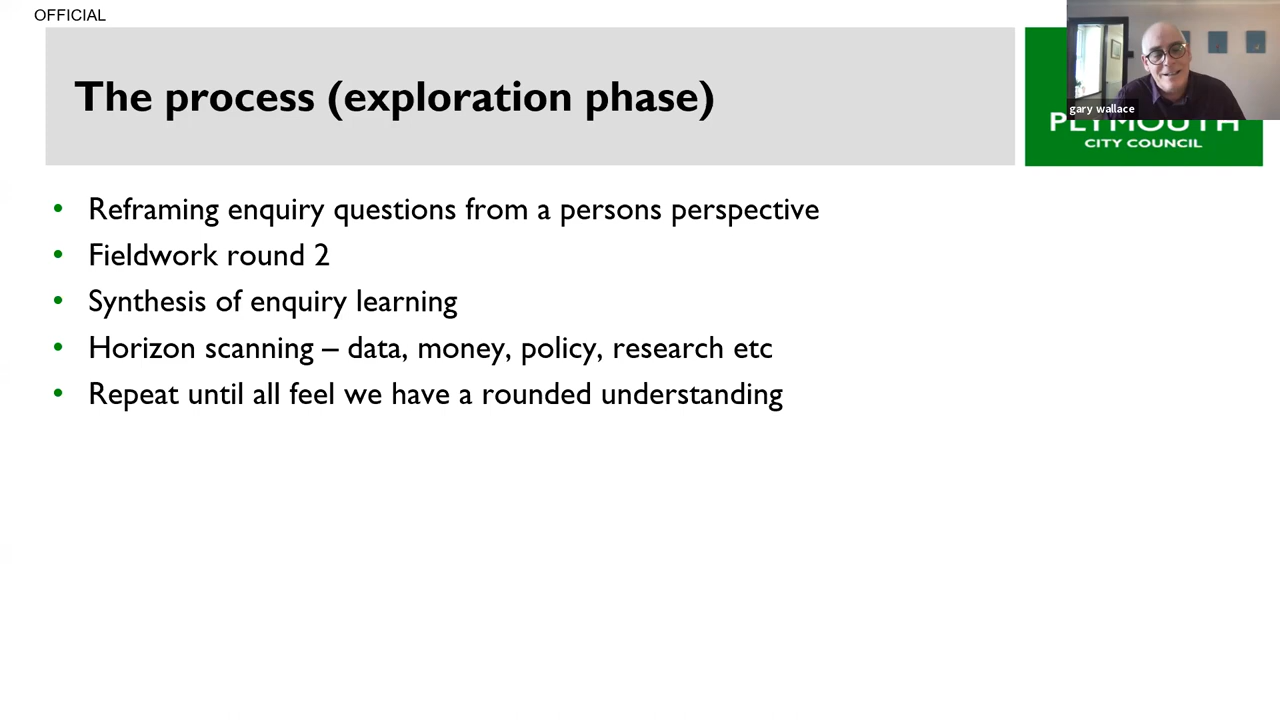 OFFICIAL
The process (exploration phase)
gary wallace
PLYMOUTH
CITY COUNCIL
• Reframing enquiry questions from a persons perspective
• Fieldwork round 2
• Synthesis of enquiry learning
• Horizon scanning – data, money, policy, research etc
• Repeat until all feel we have a rounded understanding